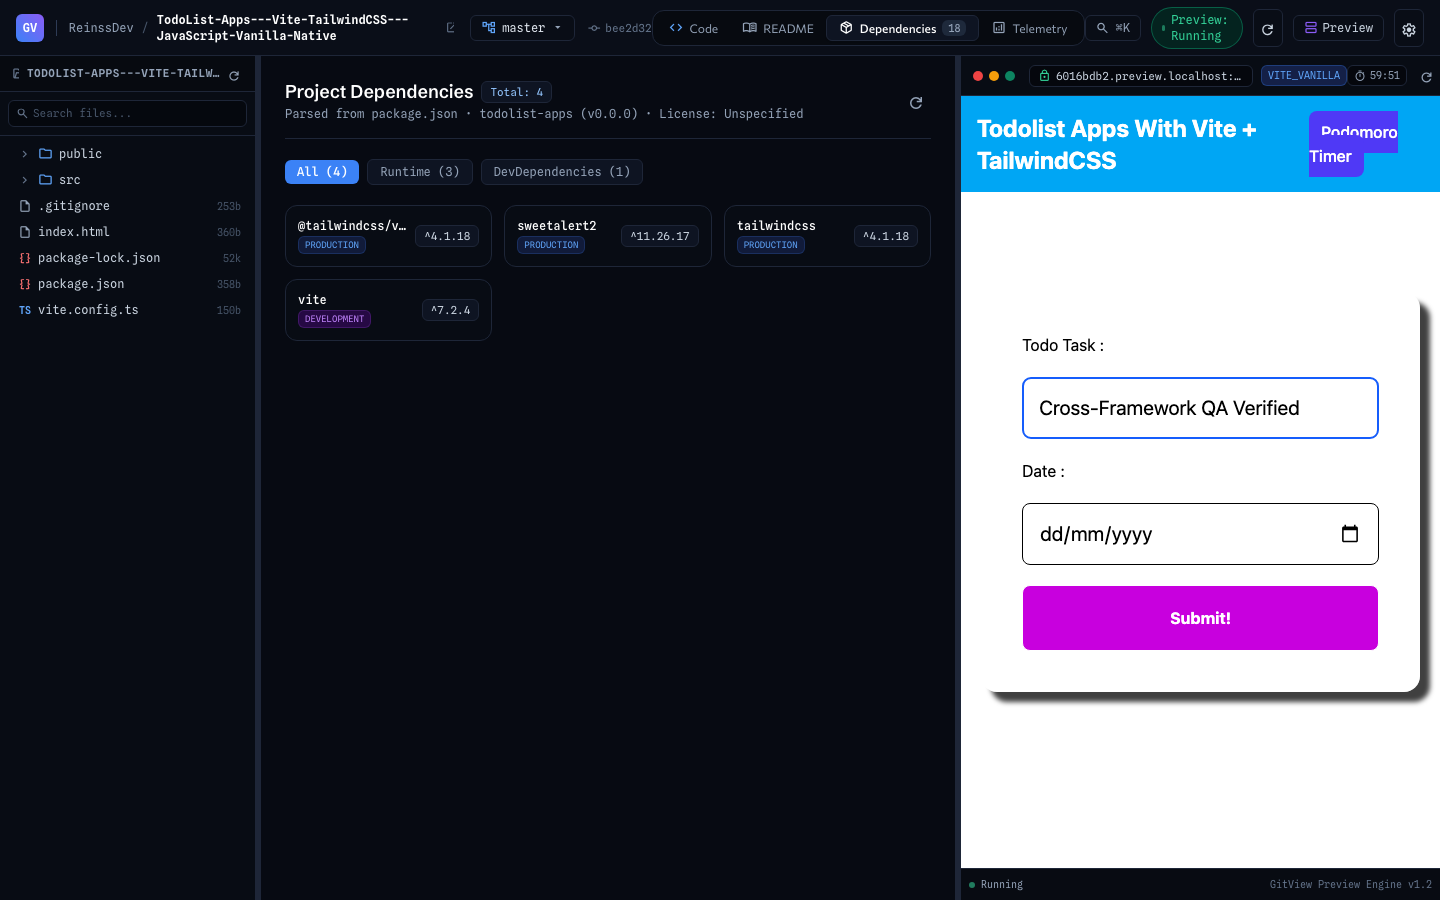 GV
ReinssDev / TodoList-Apps---Vite-TailwindCSS---
JavaScript-Vanilla-Native
master
bee2d32
Code
README
Dependencies 18
Telemetry
⌘K
Preview:
Running
Preview
TODOLIST-APPS---VITE-TAILW…
Search files...
public
src
.gitignore 253b
index.html 360b
{} package-lock.json 52k
{} package.json 358b
TS vite.config.ts 150b
Project Dependencies Total: 4
Parsed from package.json · todolist-apps (v0.0.0) · License: Unspecified
All (4) Runtime (3) DevDependencies (1)
@tailwindcss/v… ^4.1.18
PRODUCTION
sweetalert2 ^11.26.17
PRODUCTION
tailwindcss ^4.1.18
PRODUCTION
vite ^7.2.4
DEVELOPMENT
6016bdb2.preview.localhost:…
VITE_VANILLA
59:51
Todolist Apps With Vite +
TailwindCSS
Podomoro
Timer
Todo Task :
Cross-Framework QA Verified
Date :
dd/mm/yyyy
Submit!
Running
GitView Preview Engine v1.2